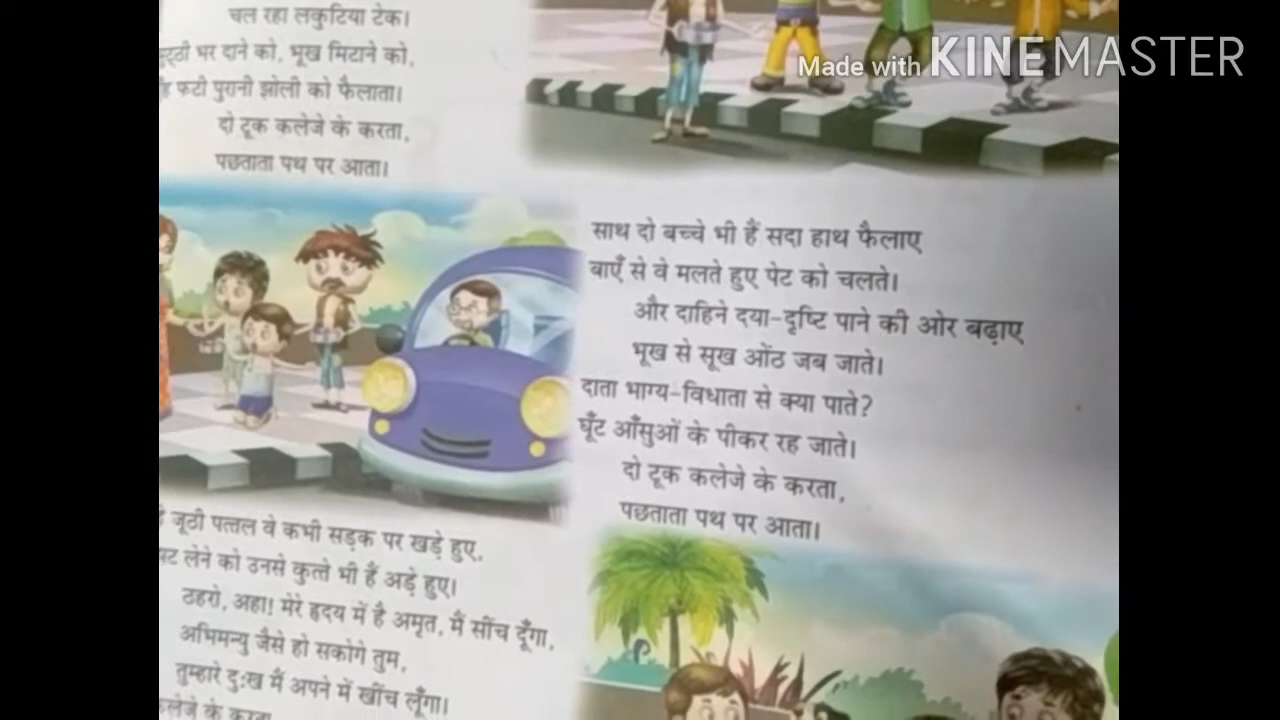 चल रहा लकुटिया टेक।
भर दाने को, भूख मिटाने को,
फटी पुरानी झोली को फैलाता।
दो टूक कलेजे के करता,
पछताता पथ पर आता।
Made with KINEMASTER
साथ दो बच्चे भी हैं सदा हाथ फैलाए
बाएँ से वे मलते हुए पेट को चलते।
और दाहिने दया-दृष्टि पाने की ओर बढ़ाए
भूख से सूख ओंठ जब जाते।
दाता भाग्य-विधाता से क्या पाते?
घूँट आँसुओं के पीकर रह जाते।
दो टूक कलेजे के करता,
पछताता पथ पर आता।
जूठी पत्तल वे कभी सड़क पर खड़े हुए,
लेने को उनसे कुत्ते भी हैं अड़े हुए।
ठहरो, अहा! मेरे हृदय में है अमृत, मैं सींच दूँगा,
अभिमन्यु जैसे हो सकोगे तुम,
तुम्हारे दुःख मैं अपने में खींच लूँगा।
के करता